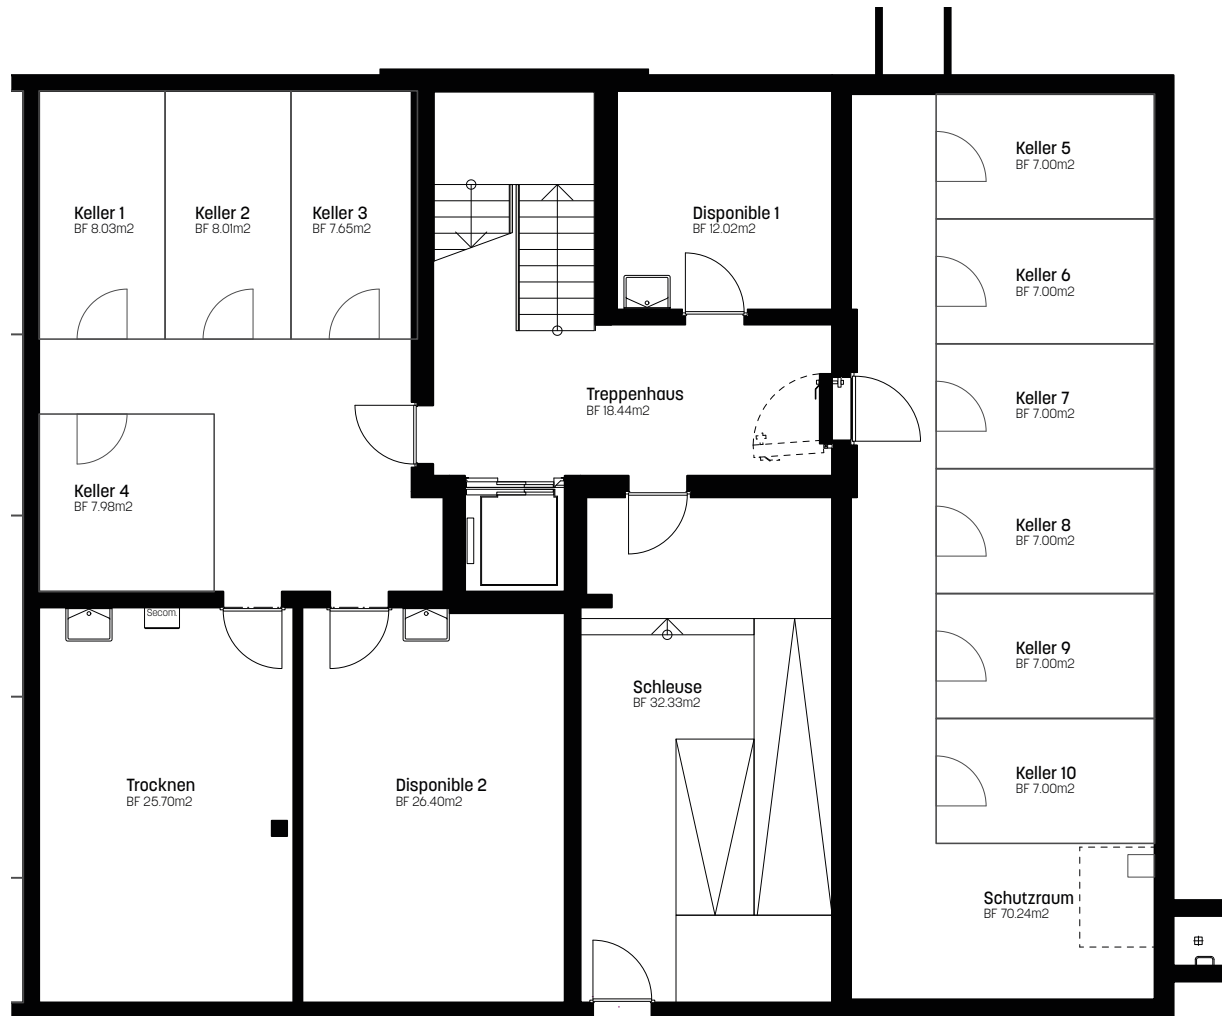 Keller 1
BF 8.03m2
Keller 2
BF 8.01m2
Keller 3
BF 7.65m2
Disponible 1
BF 12.02m2
Keller 5
BF 7.00m2
Keller 6
BF 7.00m2
Treppenhaus
BF 18.44m2
Keller 7
BF 7.00m2
Keller 4
BF 7.98m2
Keller 8
BF 7.00m2
Secom.
Keller 9
BF 7.00m2
Schleuse
BF 32.33m2
Trocknen
BF 25.70m2
Disponible 2
BF 26.40m2
Keller 10
BF 7.00m2
Schutzraum
BF 70.24m2